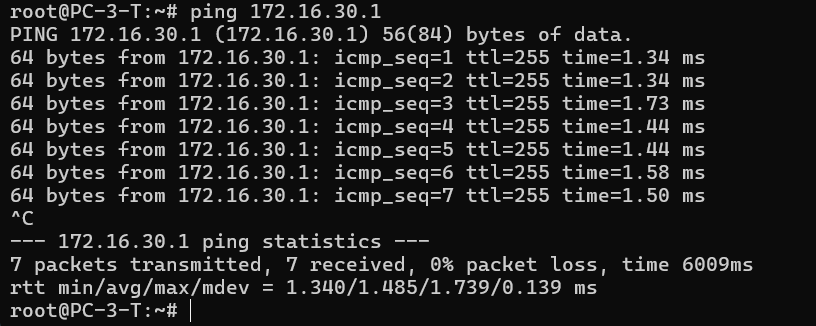 root@PC-3-T:~# ping 172.16.30.1
PING 172.16.30.1 (172.16.30.1) 56(84) bytes of data.
64 bytes from 172.16.30.1: icmp_seq=1 ttl=255 time=1.34 ms
64 bytes from 172.16.30.1: icmp_seq=2 ttl=255 time=1.34 ms
64 bytes from 172.16.30.1: icmp_seq=3 ttl=255 time=1.73 ms
64 bytes from 172.16.30.1: icmp_seq=4 ttl=255 time=1.44 ms
64 bytes from 172.16.30.1: icmp_seq=5 ttl=255 time=1.44 ms
64 bytes from 172.16.30.1: icmp_seq=6 ttl=255 time=1.58 ms
64 bytes from 172.16.30.1: icmp_seq=7 ttl=255 time=1.50 ms
^C
--- 172.16.30.1 ping statistics ---
7 packets transmitted, 7 received, 0% packet loss, time 6009ms
rtt min/avg/max/mdev = 1.340/1.485/1.739/0.139 ms
root@PC-3-T:~#